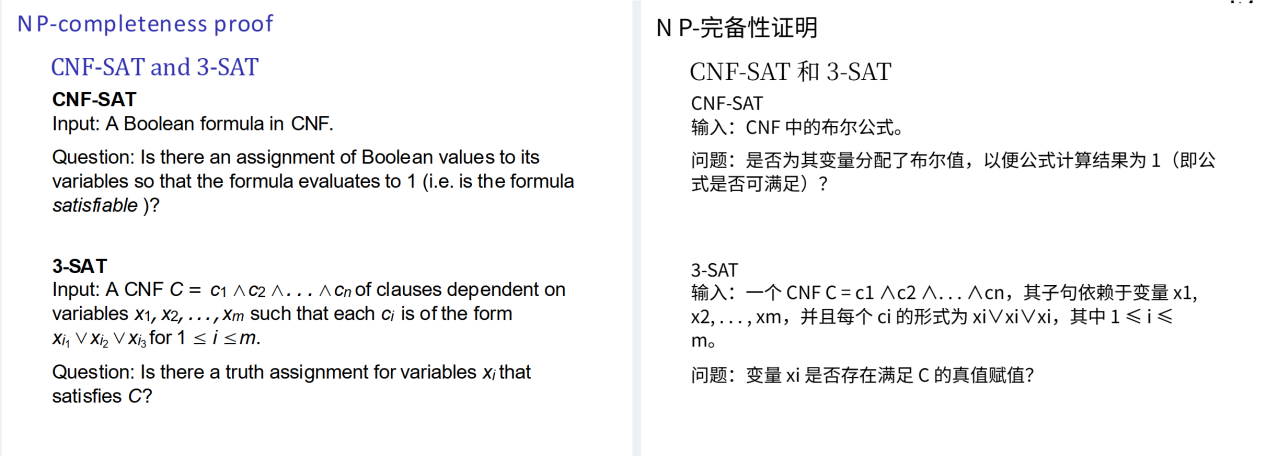 NP-completeness proof
CNF-SAT and 3-SAT
CNF-SAT
Input: A Boolean formula in CNF.
Question: Is there an assignment of Boolean values to its
variables so that the formula evaluates to 1 (i.e. is the formula
satisfiable )?
3-SAT
Input: A CNF C = c1 ∧ c2 ∧ . . . ∧ cn of clauses dependent on
variables x1, x2, . . . , xm such that each ci is of the form
xi1 ∨ xi2 ∨ xi3 for 1 ≤ i ≤ m.
Question: Is there a truth assignment for variables xi that
satisfies C?
N P-完备性证明
CNF-SAT 和 3-SAT
CNF-SAT
输入：CNF 中的布尔公式。
问题：是否为其变量分配了布尔值，以便公式计算结果为 1（即公
式是否可满足）?
3-SAT
输入：一个 CNF C = c1 ∧c2 ∧. . . ∧cn，其子句依赖于变量 x1,
x2, . . . , xm，并且每个 ci 的形式为 xi∨xi∨xi，其中 1 ⩽ i ⩽
m。
问题：变量 xi 是否存在满足 C 的真值赋值?